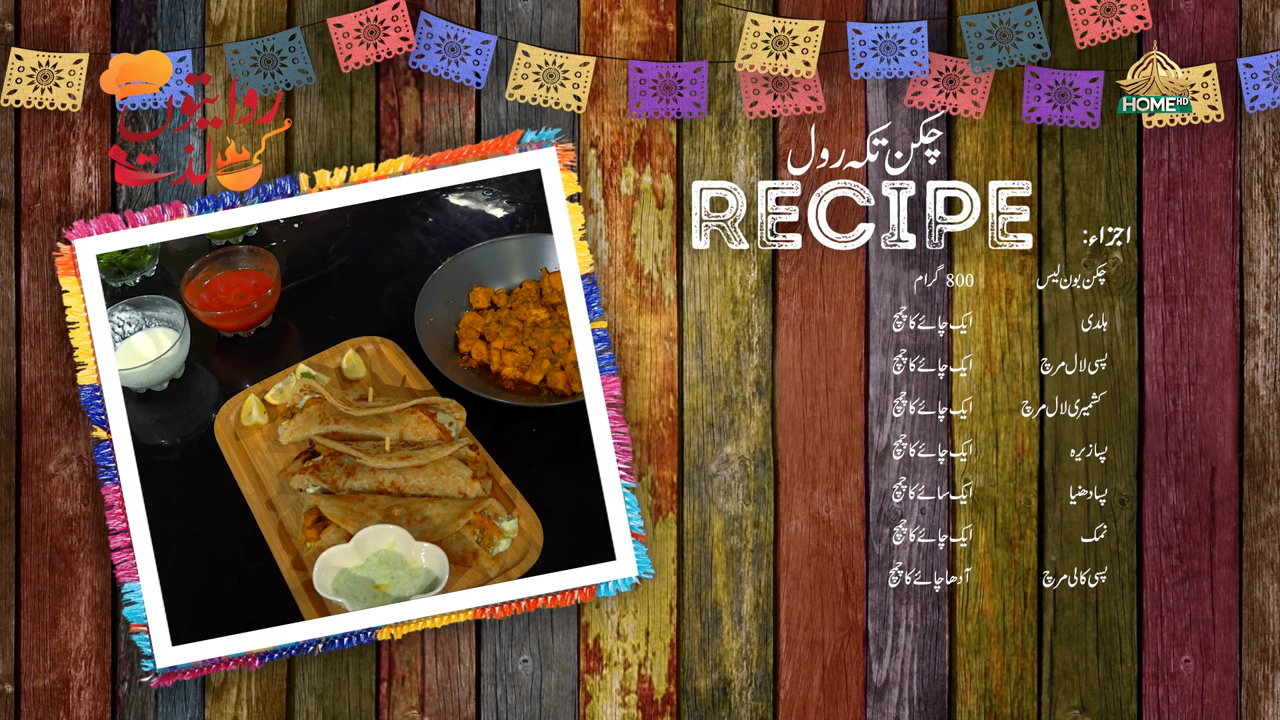 روایتوں
کی لذت
HOME HD
چکن تکہ رول
RECIPE
اجزاء:
چکن بون لیس 800 گرام
ہلدی ایک چائے کا چمچ
پسی لال مرچ ایک چائے کا چمچ
کشمیری لال مرچ ایک چائے کا چمچ
پسا زیرہ ایک چائے کا چمچ
پسا دھنیا ایک سائے کا چمچ
نمک ایک چائے کا چمچ
پسی کالی مرچ آدھا چائے کا چمچ